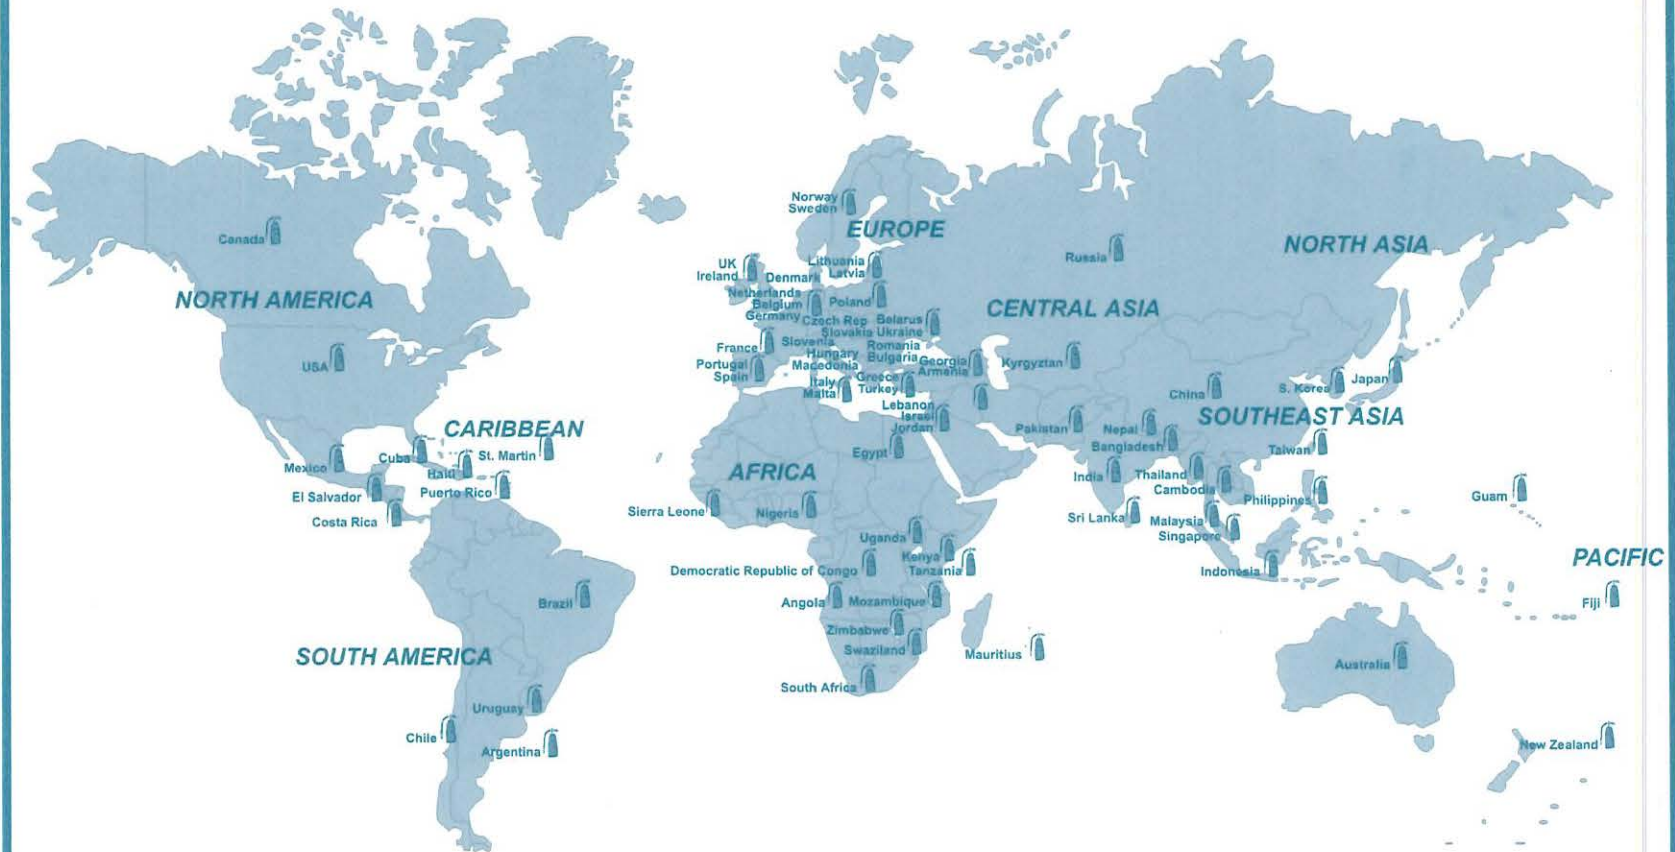 Norway
Sweden
EUROPE
Canada
NORTH ASIA
Russia
UK
Ireland
Lithuania
Latvia
Denmark
NORTH AMERICA
Netherlands
Belgium
Germany
Poland
CENTRAL ASIA
Czech Rep
Belarus
Slovakia Ukraine
France
Slovenia
Romania
Hungary
Bulgaria
Macedonia
Georgia
Armenia
Kyrgyztan
USA
Portugal
Spain
Italy
Malta
Greece
Turkey
China
S. Korea
Japan
Lebanon
Israel
Jordan
SOUTHEAST ASIA
CARIBBEAN
Pakistan
Nepal
Bangladesh
Taiwan
Mexico
Cuba
Haiti
St. Martin
Egypt
AFRICA
India
Thailand
Cambodia
El Salvador
Puerto Rico
Philippines
Guam
Costa Rica
Sierra Leone
Nigeris
Sri Lanka
Malaysia
Singapore
Uganda
Kenya
Tanzania
PACIFIC
Democratic Republic of Congo
Indonesia
Brazil
Angola
Mozambique
Fiji
Zimbabwe
SOUTH AMERICA
Swaziland
Mauritius
Australia
South Africa
Uruguay
Chile
Argentina
New Zealand